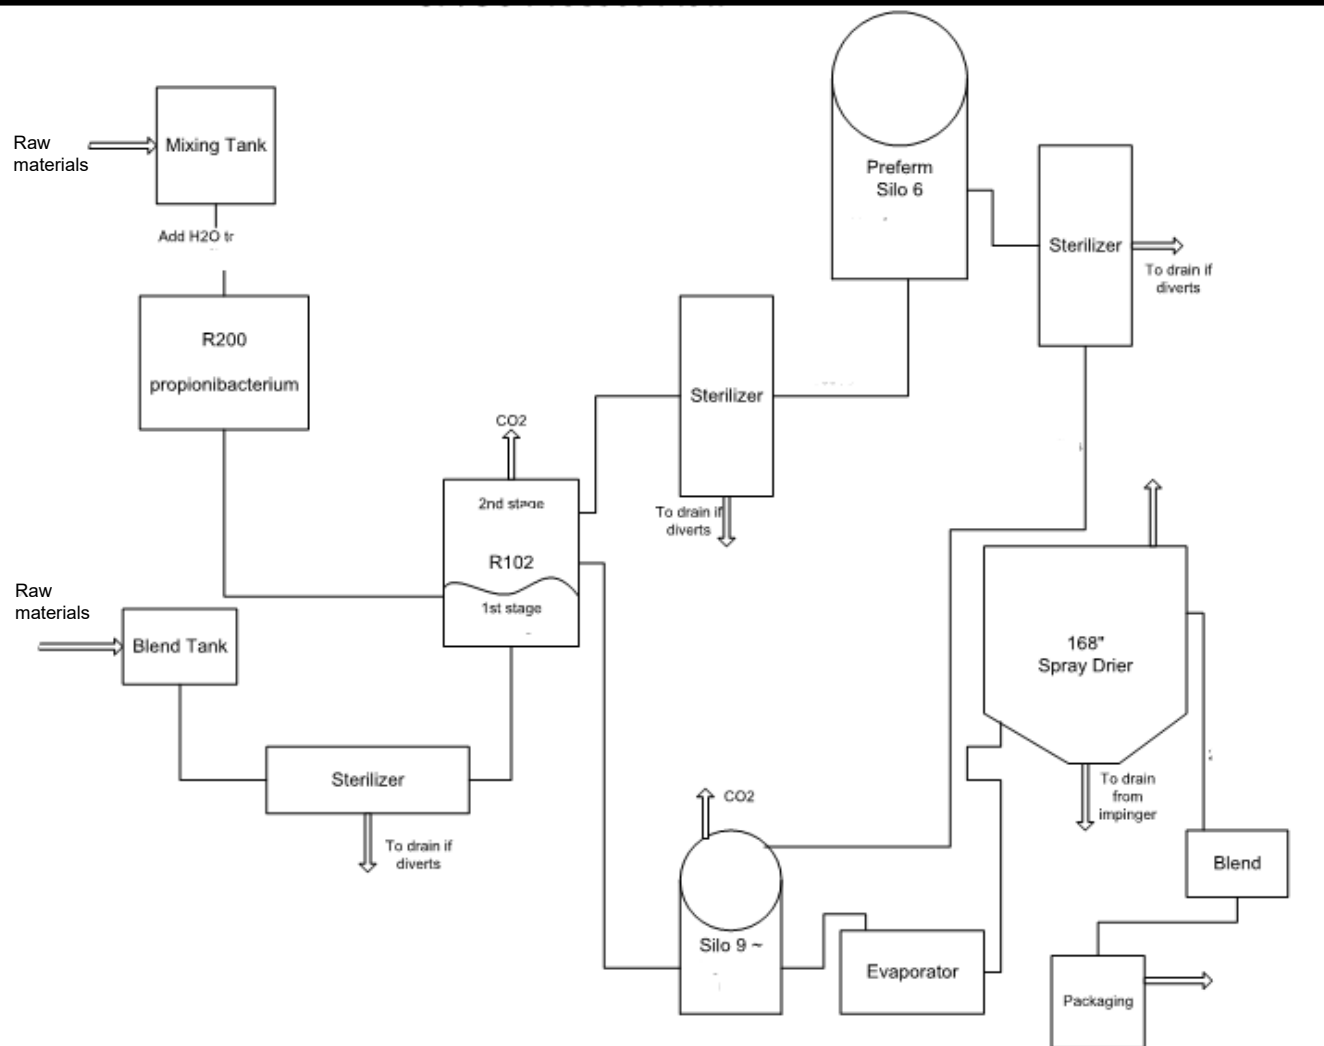 Raw
materials
Mixing Tank
Add H2O tr
R200
propionibacterium
Preferm
Silo 6
Sterilizer
To drain if
diverts
Sterilizer
To drain if
diverts
CO2
2nd stage
R102
1st stage
Raw
materials
Blend Tank
Sterilizer
To drain if
diverts
168"
Spray Drier
To drain
from
impinger
CO2
Silo 9 ~
Evaporator
Blend
Packaging